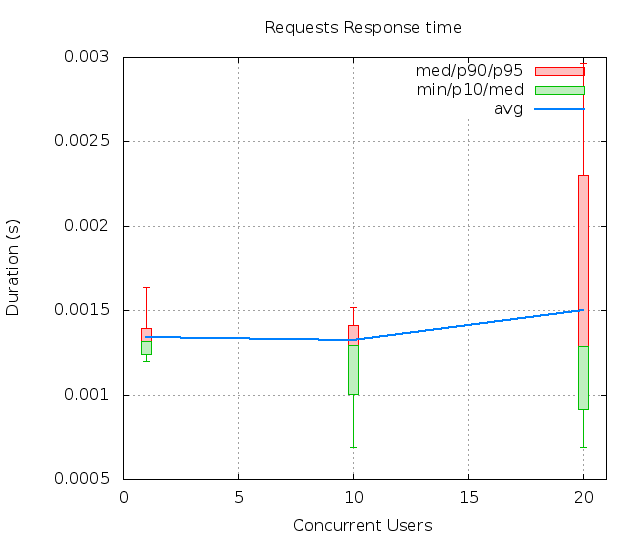 Requests Response time
0.003
0.0025
0.002
0.0015
0.001
0.0005
Duration (s)
med/p90/p95
min/p10/med
avg
0 5 10 15 20
Concurrent Users